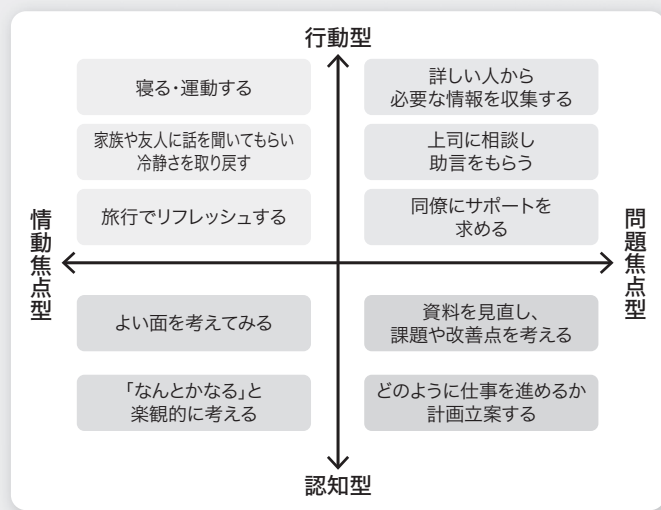 行動型
寝る・運動する
家族や友人に話を聞いてもらい
冷静さを取り戻す
旅行でリフレッシュする
詳しい人から
必要な情報を収集する
上司に相談し
助言をもらう
同僚にサポートを
求める
情動焦点型
問題焦点型
よい面を考えてみる
「なんとかなる」と
楽観的に考える
資料を見直し、
課題や改善点を考える
どのように仕事を進めるか
計画立案する
認知型